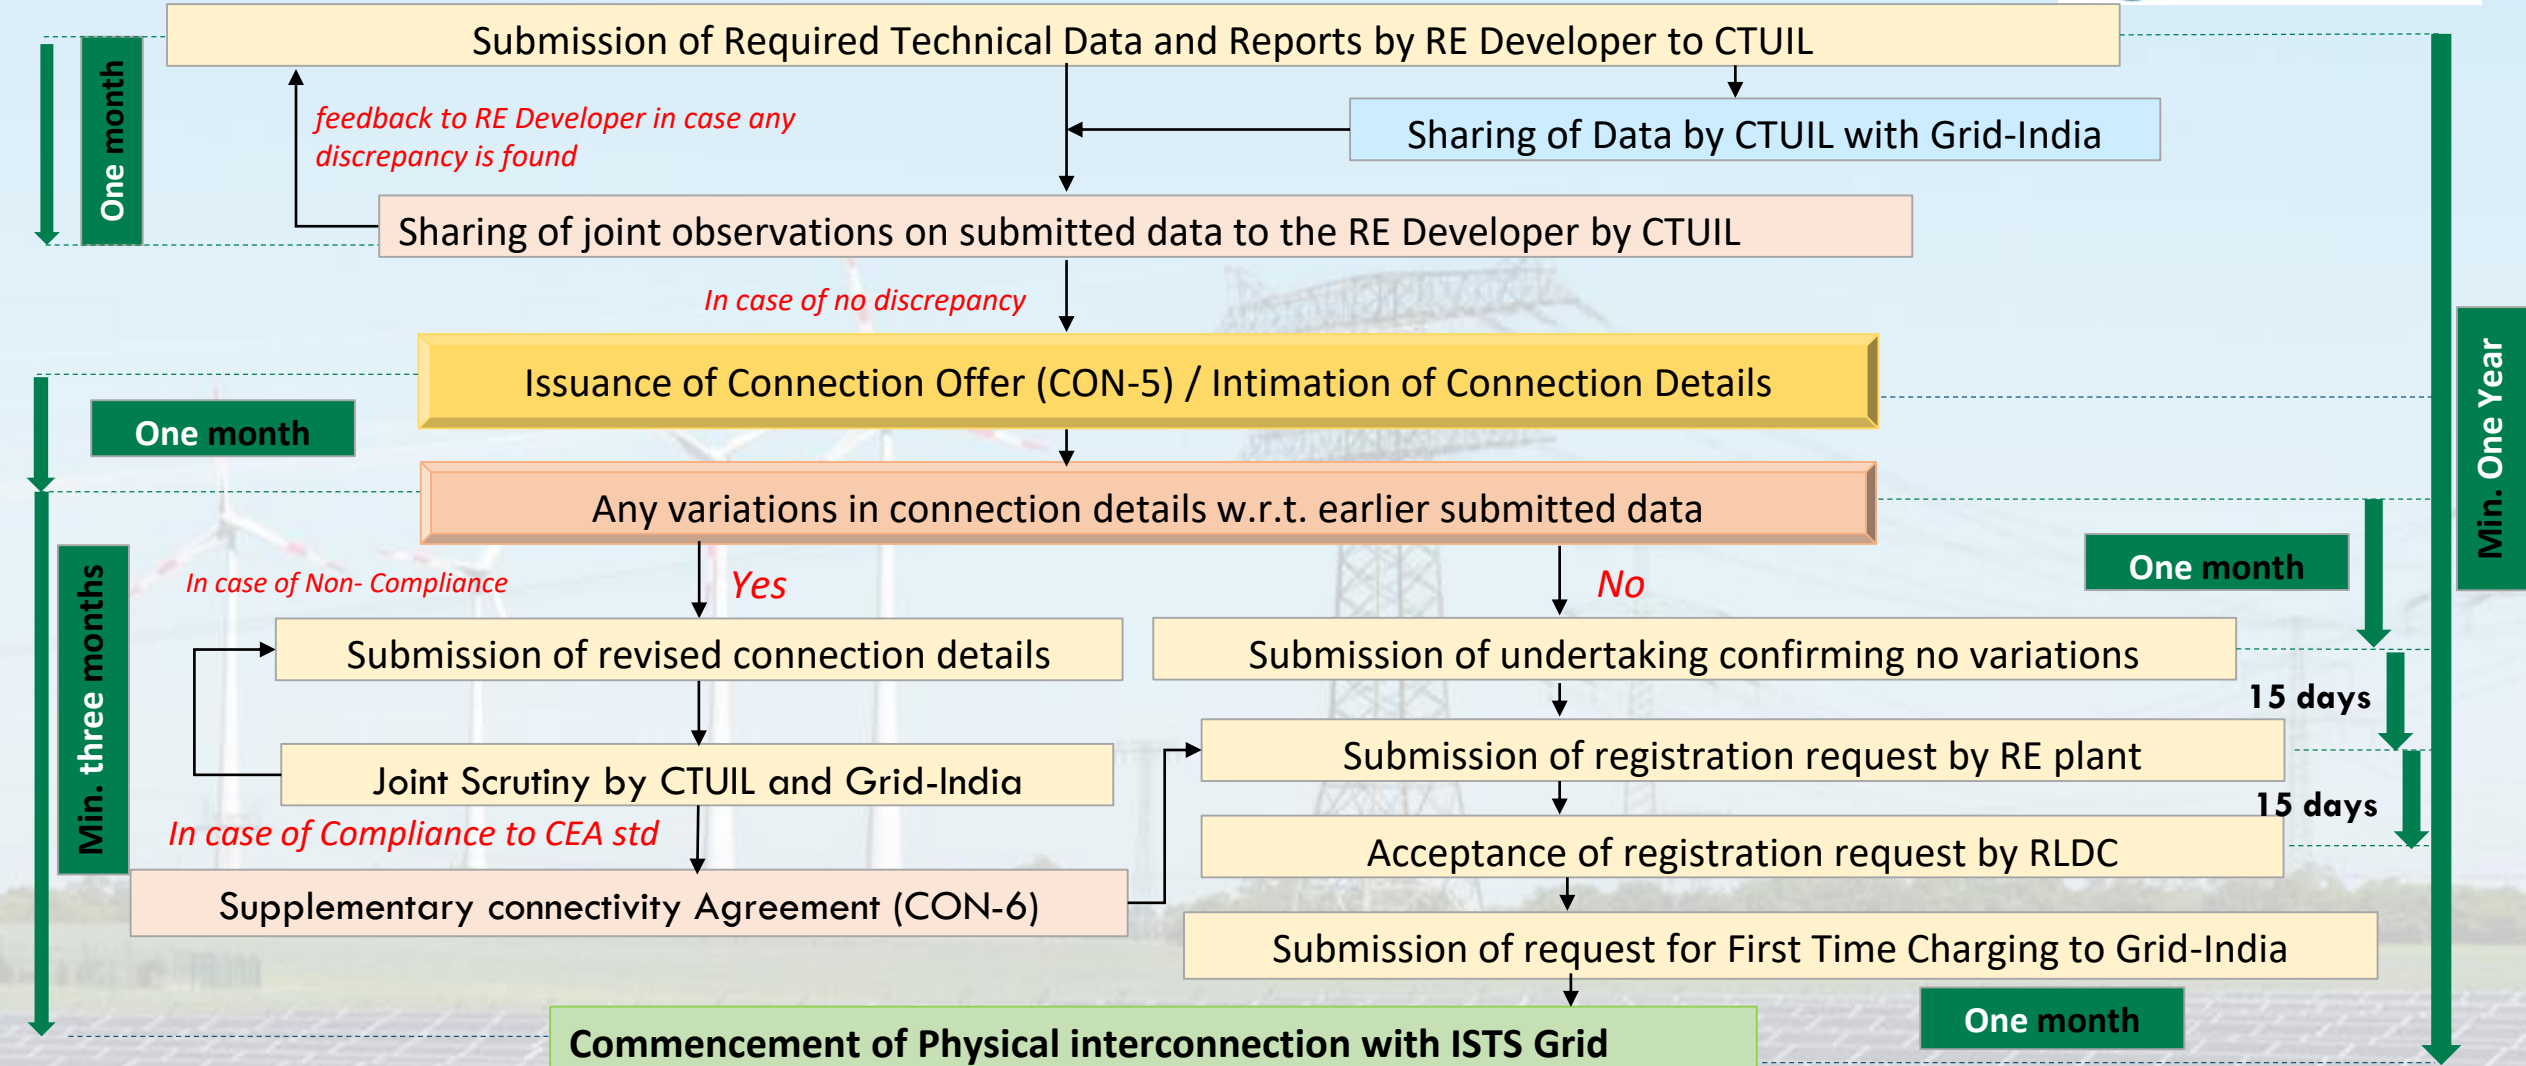 Submission of Required Technical Data and Reports by RE Developer to CTUIL
One month
feedback to RE Developer in case any
discrepancy is found
Sharing of Data by CTUIL with Grid-India
Sharing of joint observations on submitted data to the RE Developer by CTUIL
In case of no discrepancy
Issuance of Connection Offer (CON-5) / Intimation of Connection Details
One month
Min. One Year
Any variations in connection details w.r.t. earlier submitted data
In case of Non- Compliance
Yes
No
One month
Min. three months
Submission of revised connection details
Submission of undertaking confirming no variations
15 days
Joint Scrutiny by CTUIL and Grid-India
Submission of registration request by RE plant
15 days
In case of Compliance to CEA std
Acceptance of registration request by RLDC
Supplementary connectivity Agreement (CON-6)
Submission of request for First Time Charging to Grid-India
One month
Commencement of Physical interconnection with ISTS Grid